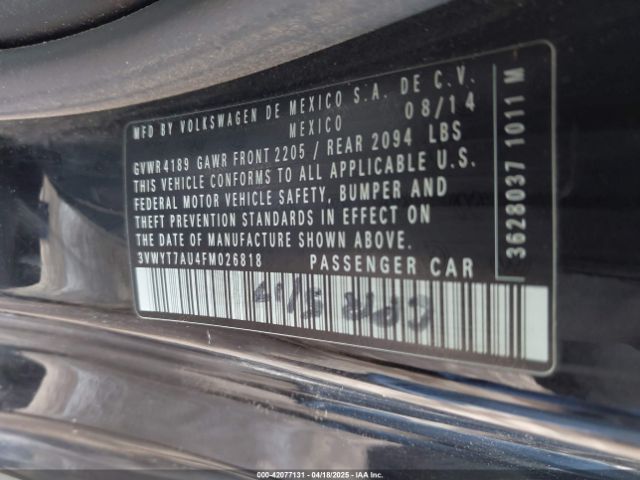 MFD BY VOLKSWAGEN DE MEXICO S.A. DE C.V.
MEXICO 08/14
GVWR 4189 GAWR FRONT 2205 / REAR 2094 LBS
THIS VEHICLE CONFORMS TO ALL APPLICABLE U.S.
FEDERAL MOTOR VEHICLE SAFETY, BUMPER AND
THEFT PREVENTION STANDARDS IN EFFECT ON
THE DATE OF MANUFACTURE SHOWN ABOVE.
3VWYT7AU4FM026818 PASSENGER CAR
3628037 1011 M
000-42077131 - 04/18/2025 - IAA, Inc.